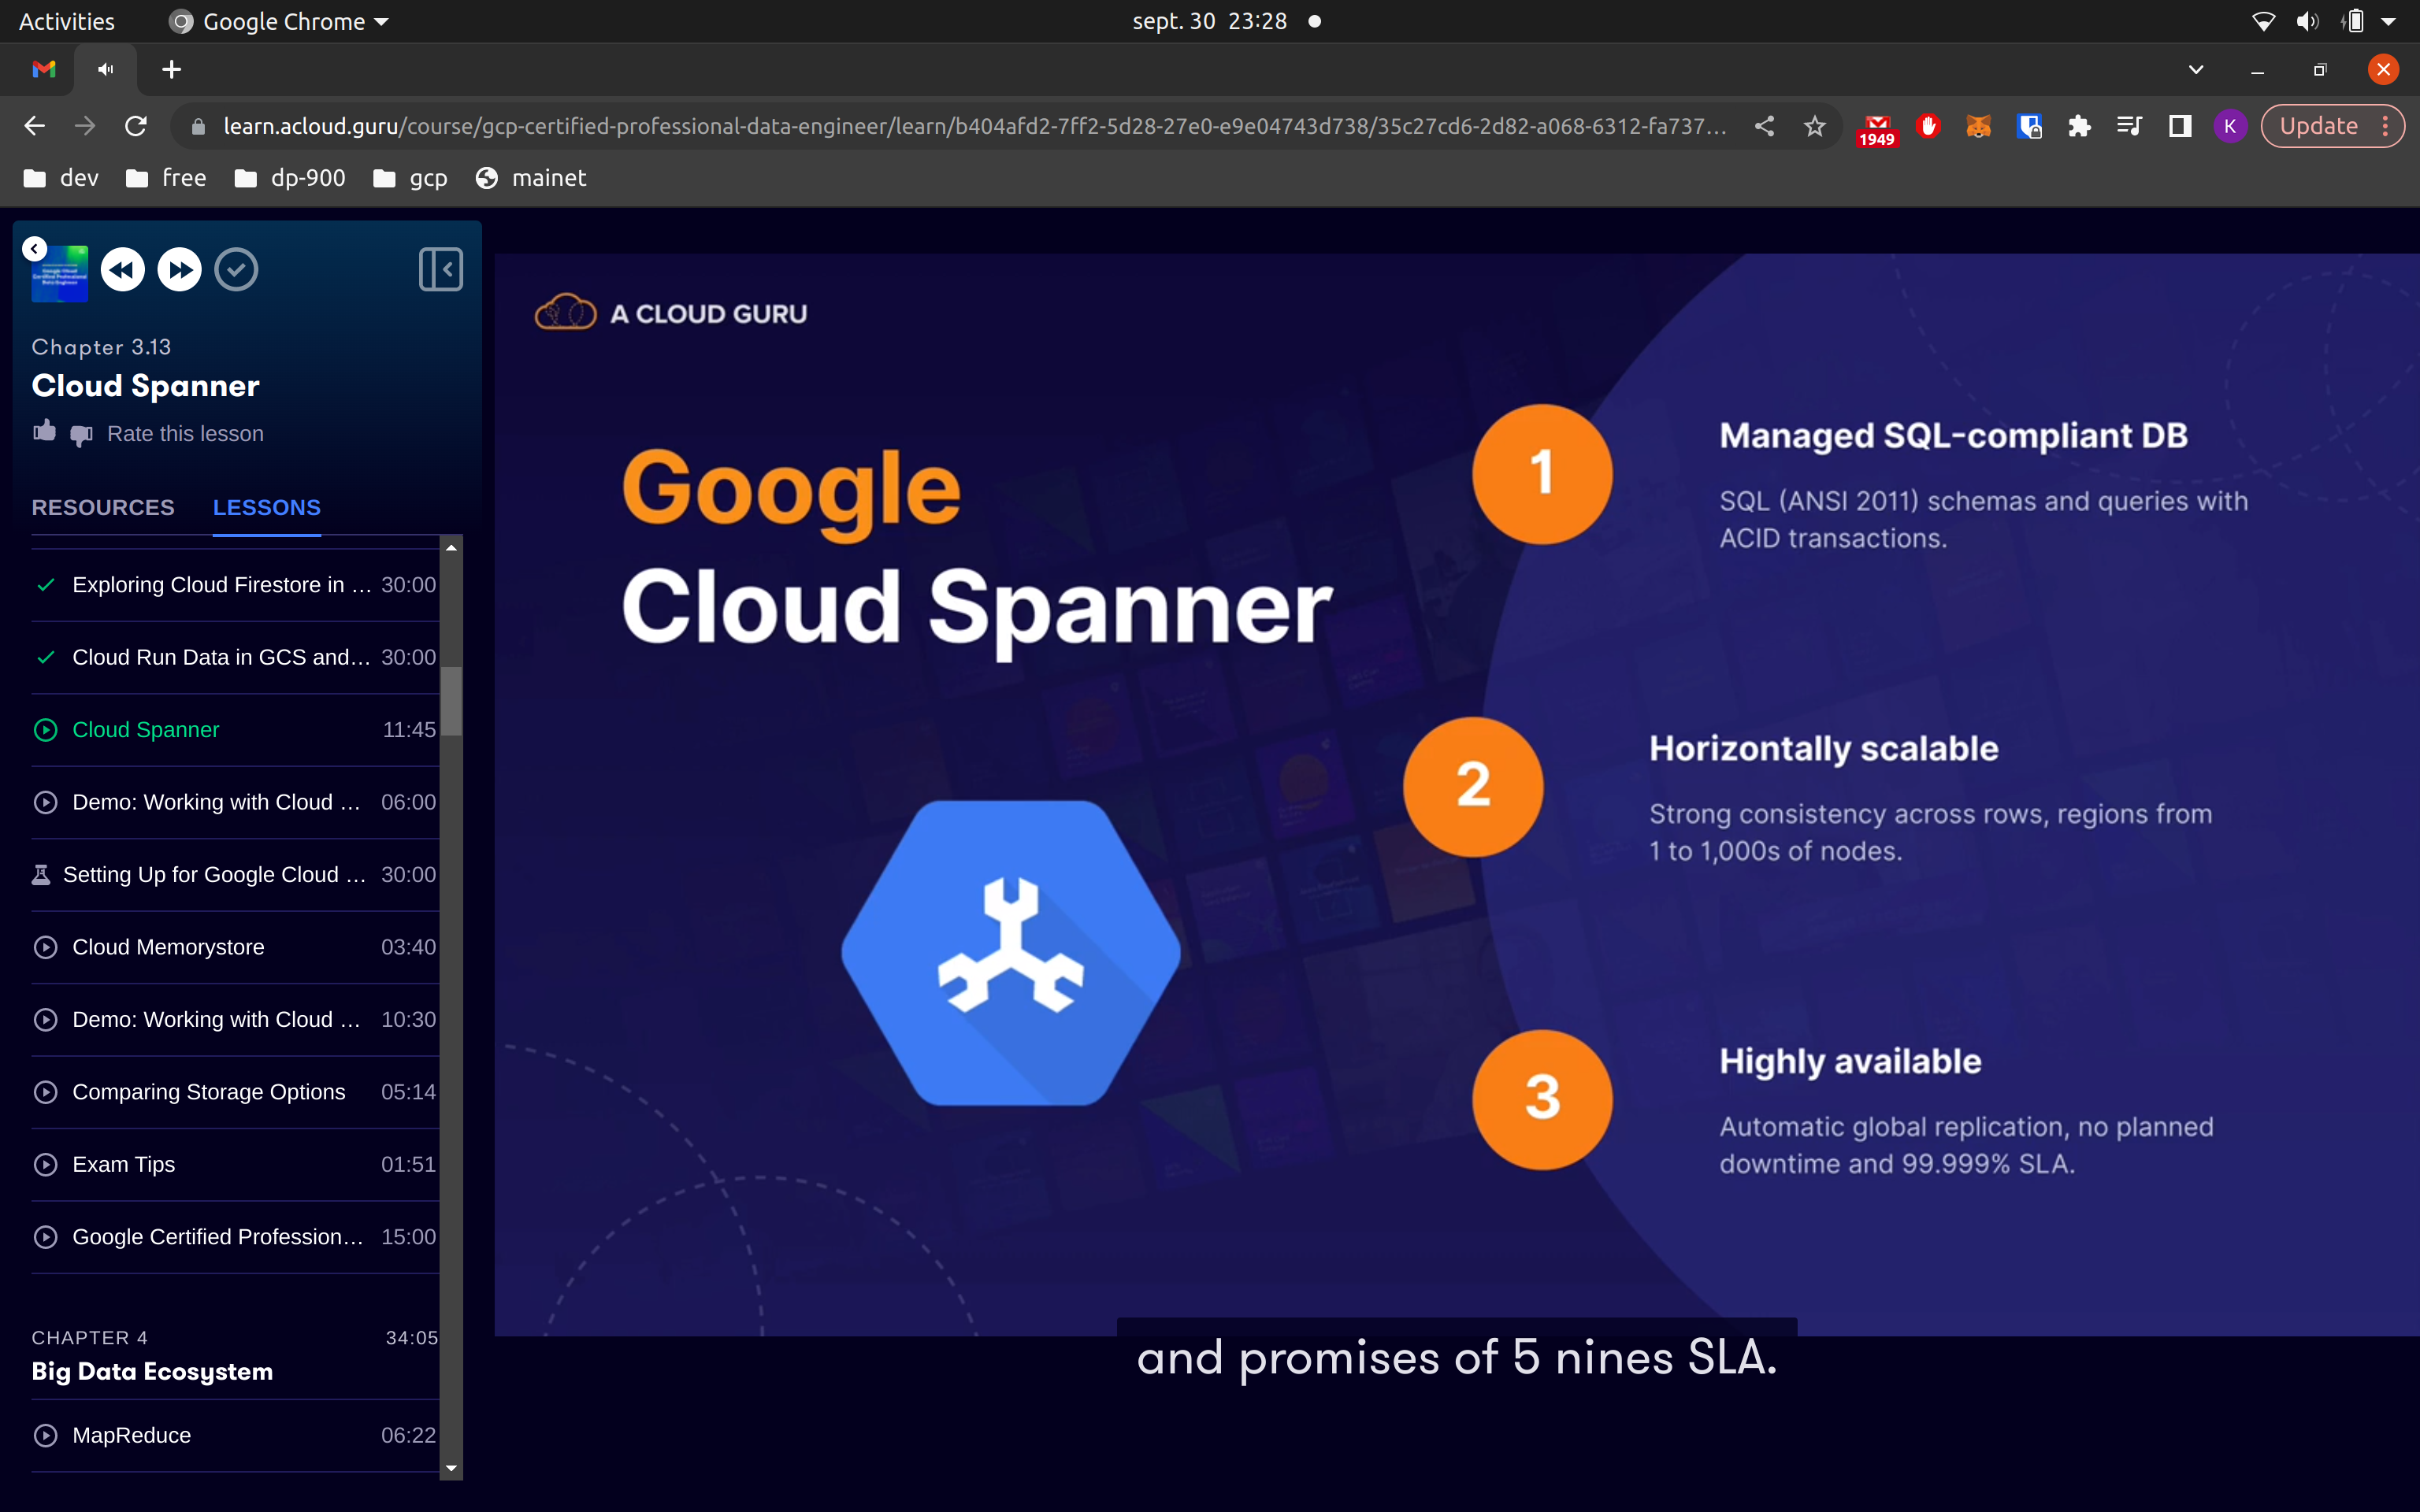 Activities
Google Chrome
sept. 30 23:28
learn.acloud.guru/course/gcp-certified-professional-data-engineer/learn/b404afd2-7ff2-5d28-27e0-e9e04743d738/35c27cd6-2d82-a068-6312-fa737...
1949
K
Update
dev
free
dp-900
gcp
mainet
Chapter 3.13
Cloud Spanner
Rate this lesson
RESOURCES
LESSONS
Exploring Cloud Firestore in ... 30:00
Cloud Run Data in GCS and... 30:00
Cloud Spanner 11:45
Demo: Working with Cloud ... 06:00
Setting Up for Google Cloud ... 30:00
Cloud Memorystore 03:40
Demo: Working with Cloud ... 10:30
Comparing Storage Options 05:14
Exam Tips 01:51
Google Certified Profession... 15:00
CHAPTER 4 34:05
Big Data Ecosystem
MapReduce 06:22
A CLOUD GURU
Google
Cloud Spanner
1
Managed SQL-compliant DB
SQL (ANSI 2011) schemas and queries with
ACID transactions.
2
Horizontally scalable
Strong consistency across rows, regions from
1 to 1,000s of nodes.
3
Highly available
Automatic global replication, no planned
downtime and 99.999% SLA.
and promises of 5 nines SLA.